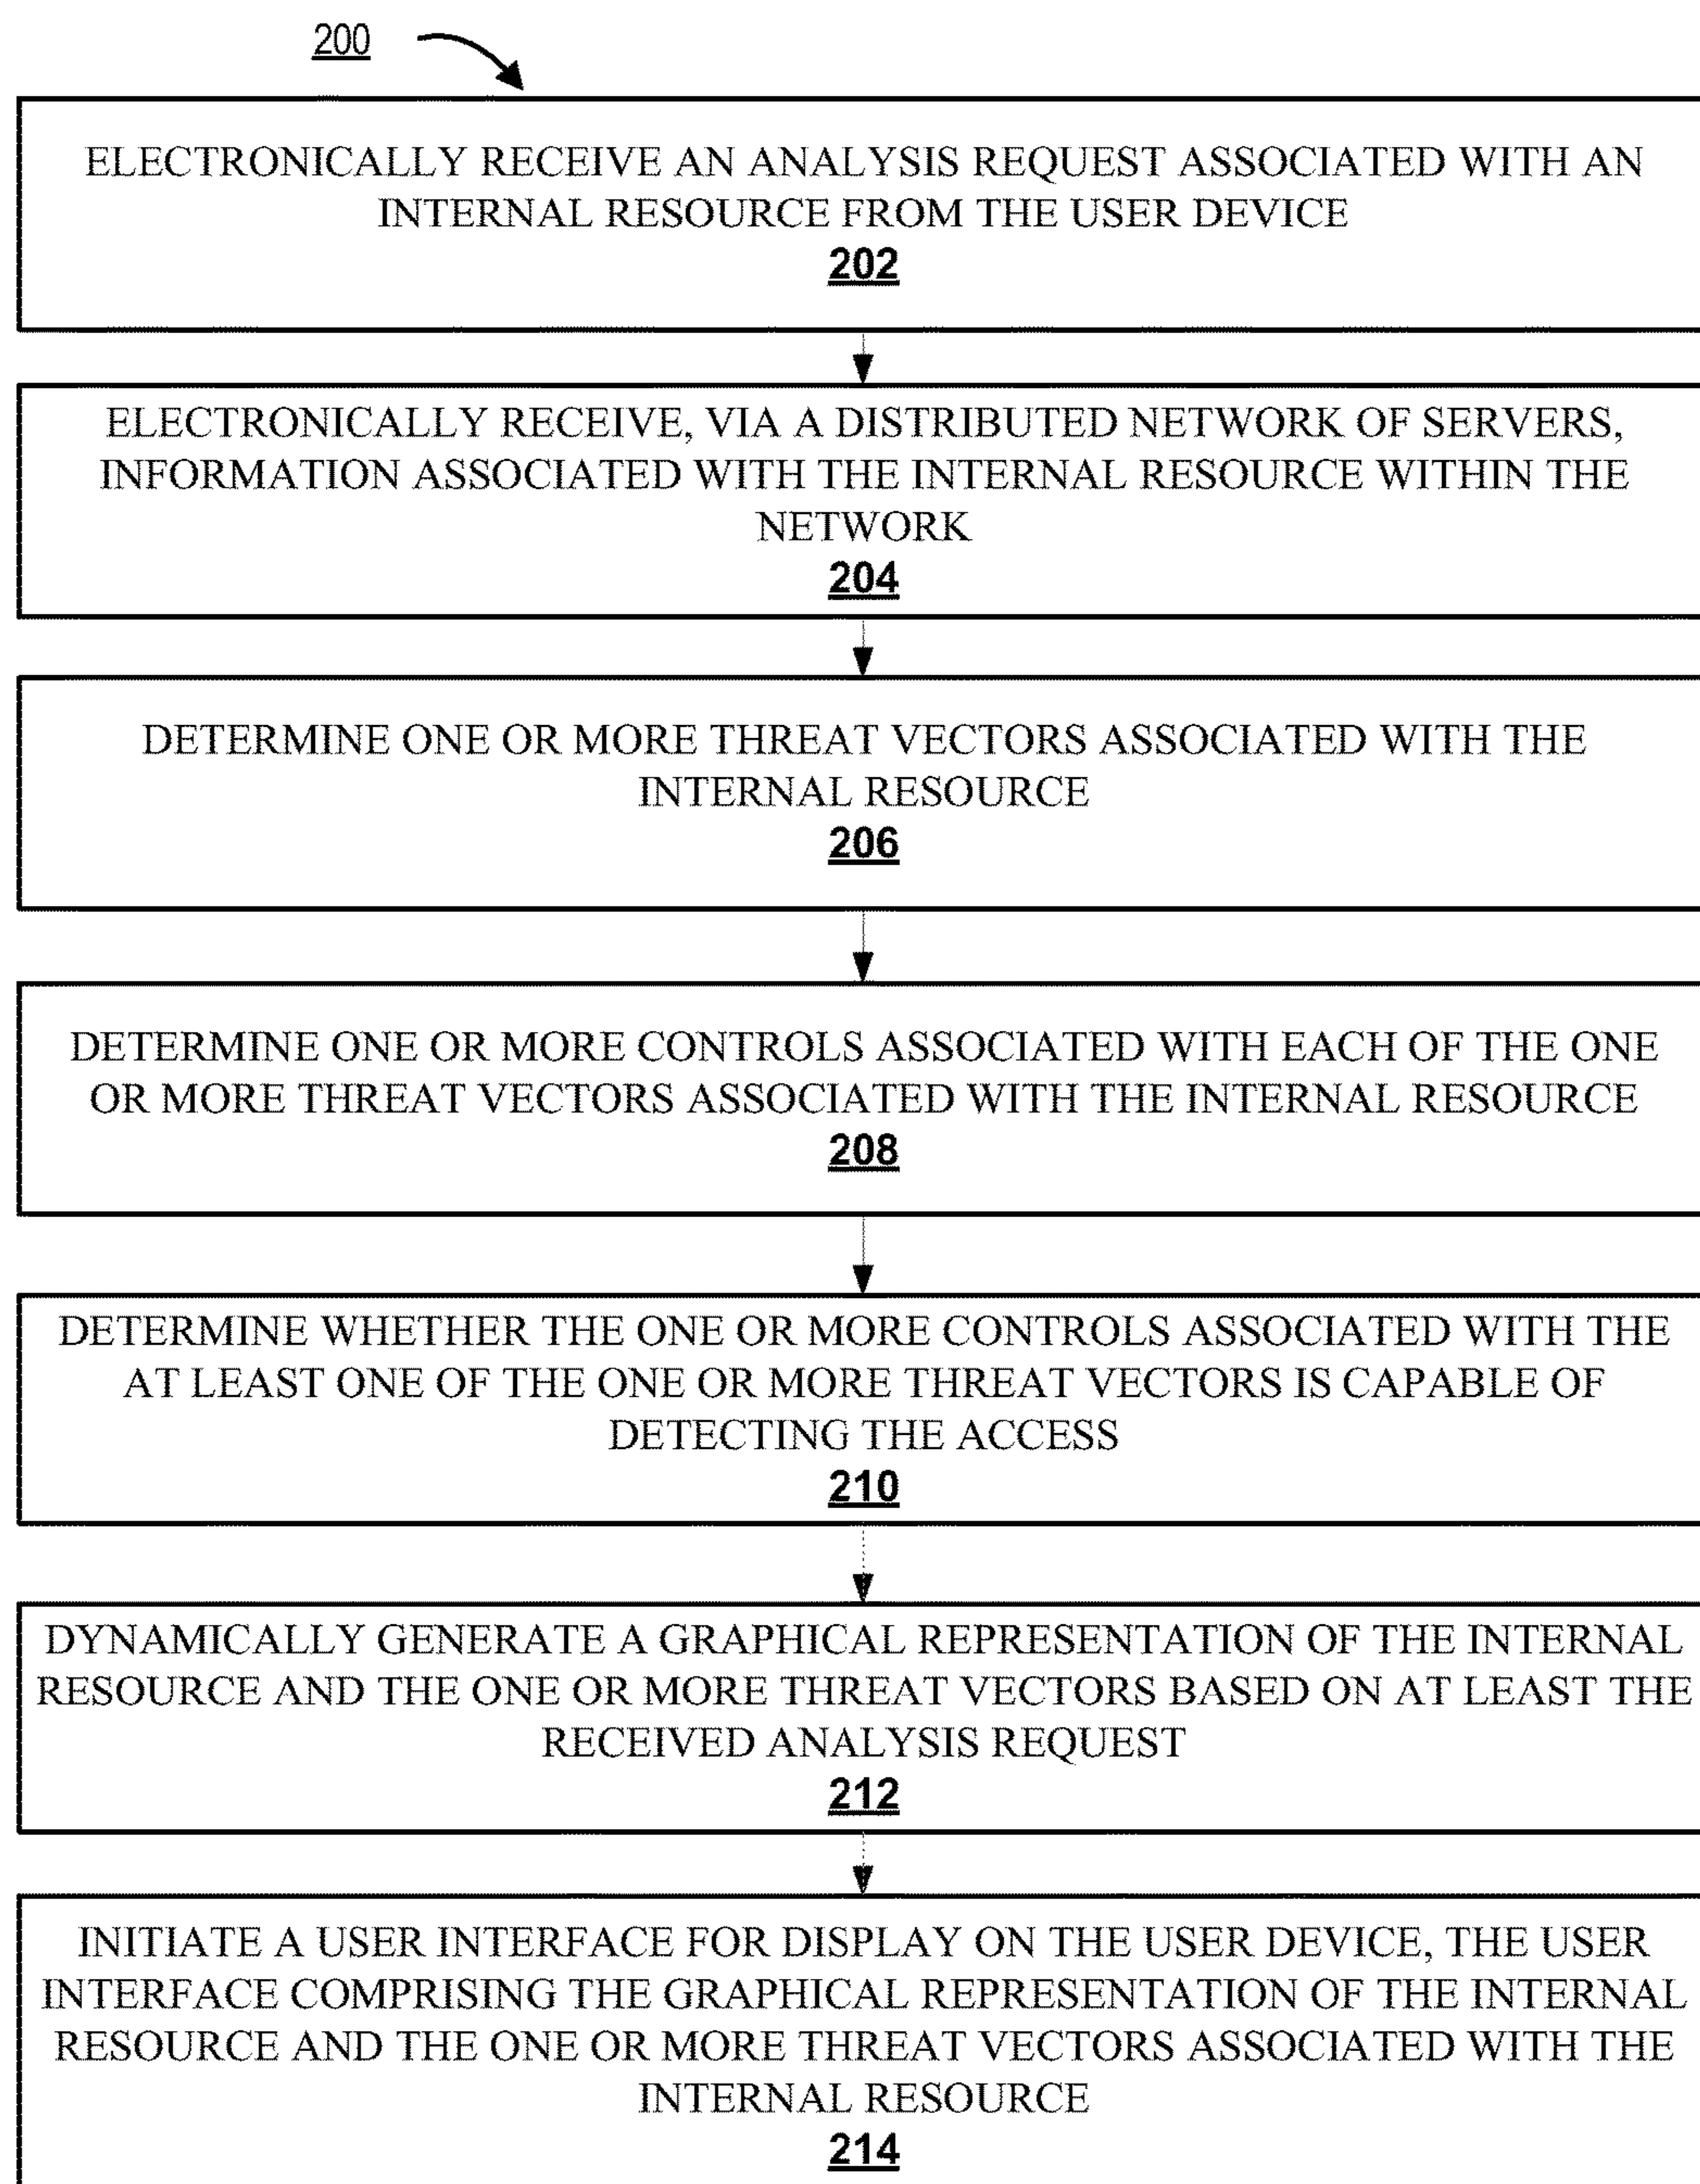 200
ELECTRONICALLY RECEIVE AN ANALYSIS REQUEST ASSOCIATED WITH AN
INTERNAL RESOURCE FROM THE USER DEVICE
202
ELECTRONICALLY RECEIVE, VIA A DISTRIBUTED NETWORK OF SERVERS,
INFORMATION ASSOCIATED WITH THE INTERNAL RESOURCE WITHIN THE
NETWORK
204
DETERMINE ONE OR MORE THREAT VECTORS ASSOCIATED WITH THE
INTERNAL RESOURCE
206
DETERMINE ONE OR MORE CONTROLS ASSOCIATED WITH EACH OF THE ONE
OR MORE THREAT VECTORS ASSOCIATED WITH THE INTERNAL RESOURCE
208
DETERMINE WHETHER THE ONE OR MORE CONTROLS ASSOCIATED WITH THE
AT LEAST ONE OF THE ONE OR MORE THREAT VECTORS IS CAPABLE OF
DETECTING THE ACCESS
210
DYNAMICALLY GENERATE A GRAPHICAL REPRESENTATION OF THE INTERNAL
RESOURCE AND THE ONE OR MORE THREAT VECTORS BASED ON AT LEAST THE
RECEIVED ANALYSIS REQUEST
212
INITIATE A USER INTERFACE FOR DISPLAY ON THE USER DEVICE, THE USER
INTERFACE COMPRISING THE GRAPHICAL REPRESENTATION OF THE INTERNAL
RESOURCE AND THE ONE OR MORE THREAT VECTORS ASSOCIATED WITH THE
INTERNAL RESOURCE
214